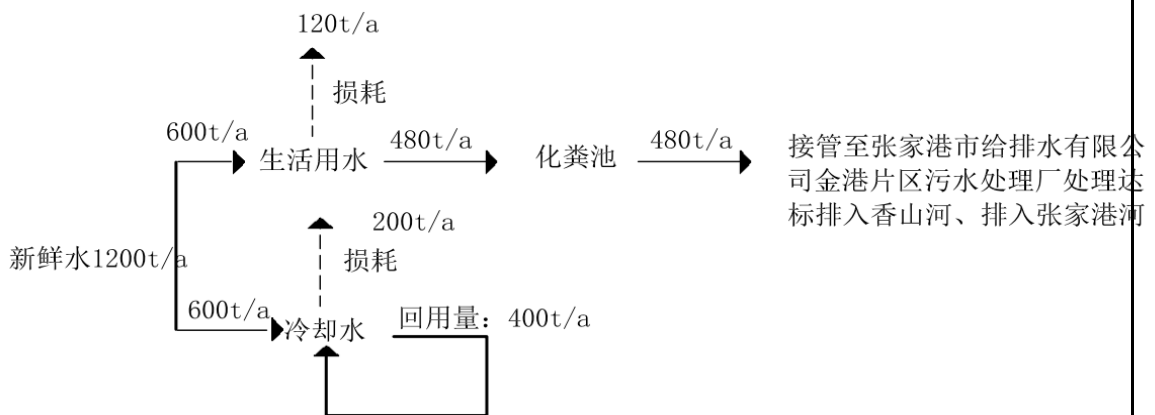 120t/a
损耗
600t/a
生活用水
480t/a
化粪池
480t/a
接管至张家港市给排水有限公
司金港片区污水处理厂处理达
标排入香山河、排入张家港河
200t/a
损耗
新鲜水1200t/a
600t/a
冷却水
回用量：400t/a